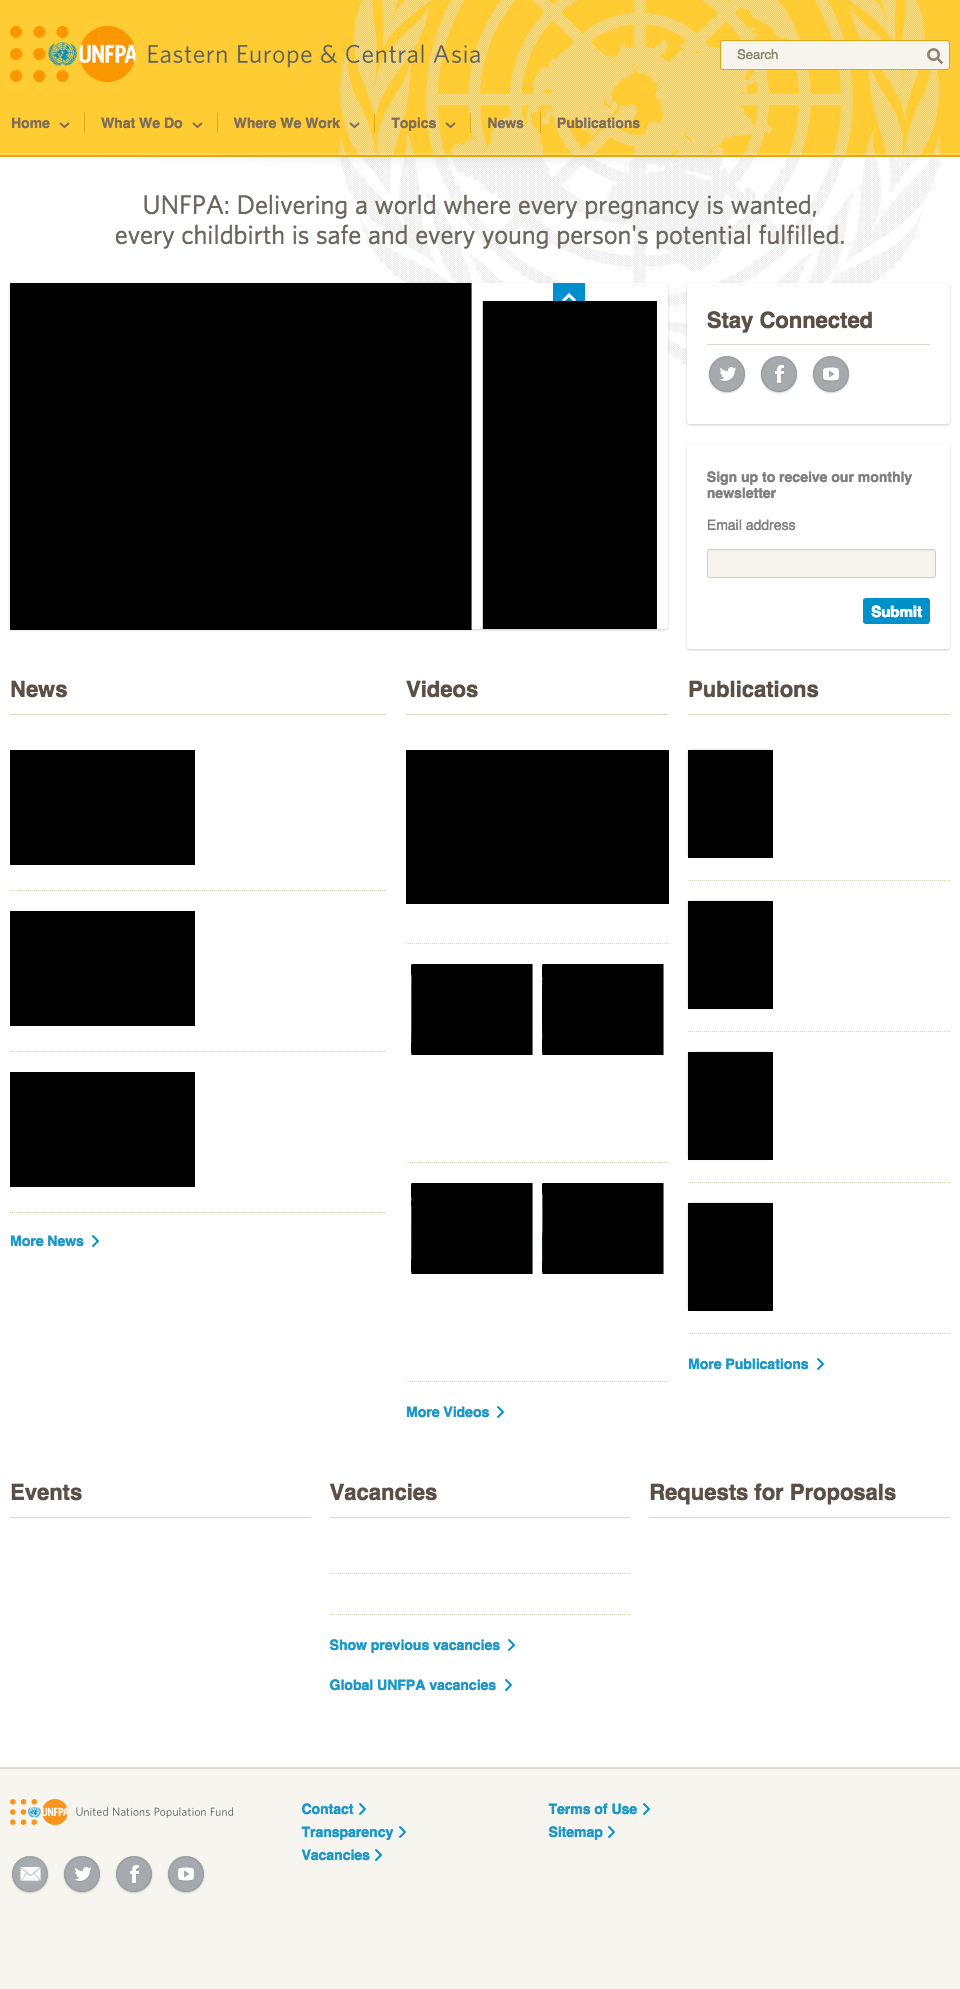 UNFPA
Eastern Europe & Central Asia
Search
Home
What We Do
Where We Work
Topics
News
Publications
UNFPA: Delivering a world where every pregnancy is wanted,
every childbirth is safe and every young person's potential fulfilled.
Stay Connected
Sign up to receive our monthly
newsletter
Email address
Submit
News
More News
Videos
More Videos
Publications
More Publications
Events
Vacancies
Show previous vacancies
Global UNFPA vacancies
Requests for Proposals
UNFPA
United Nations Population Fund
Contact
Transparency
Vacancies
Terms of Use
Sitemap